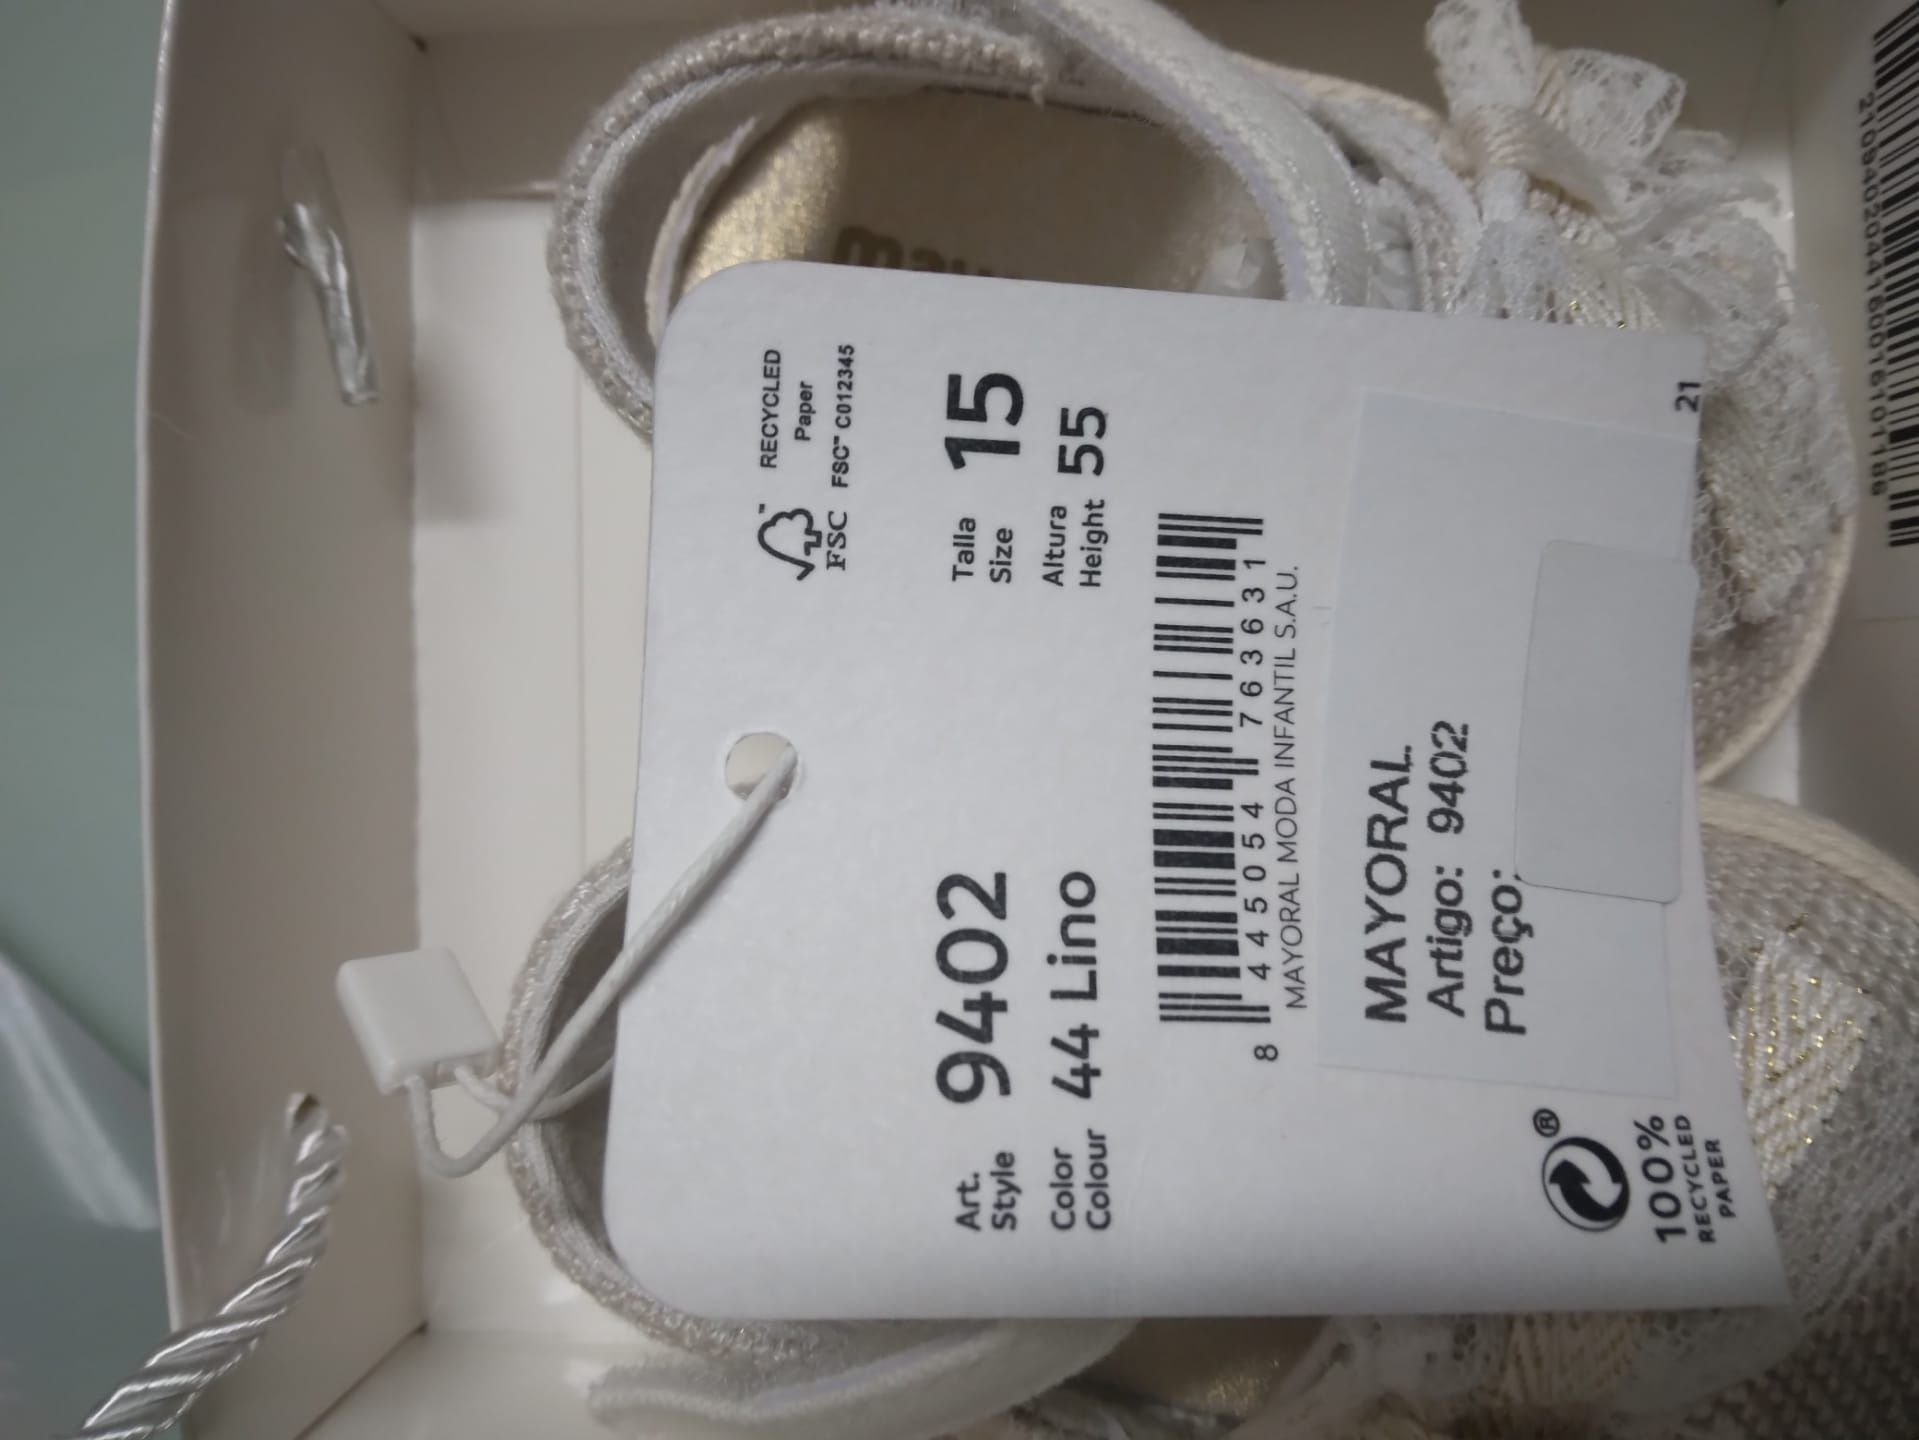 RECYCLED
Paper
FSC™
FSC™ C012345
Art.
Style 9402
Talla
Size 15
Color
Colour 44 Lino
Altura
Height 55
8 445054 763631
MAYORAL MODA INFANTIL S.A.U.
MAYORAL
Artigo: 9402
Preço:
®
100%
RECYCLED
PAPER
21